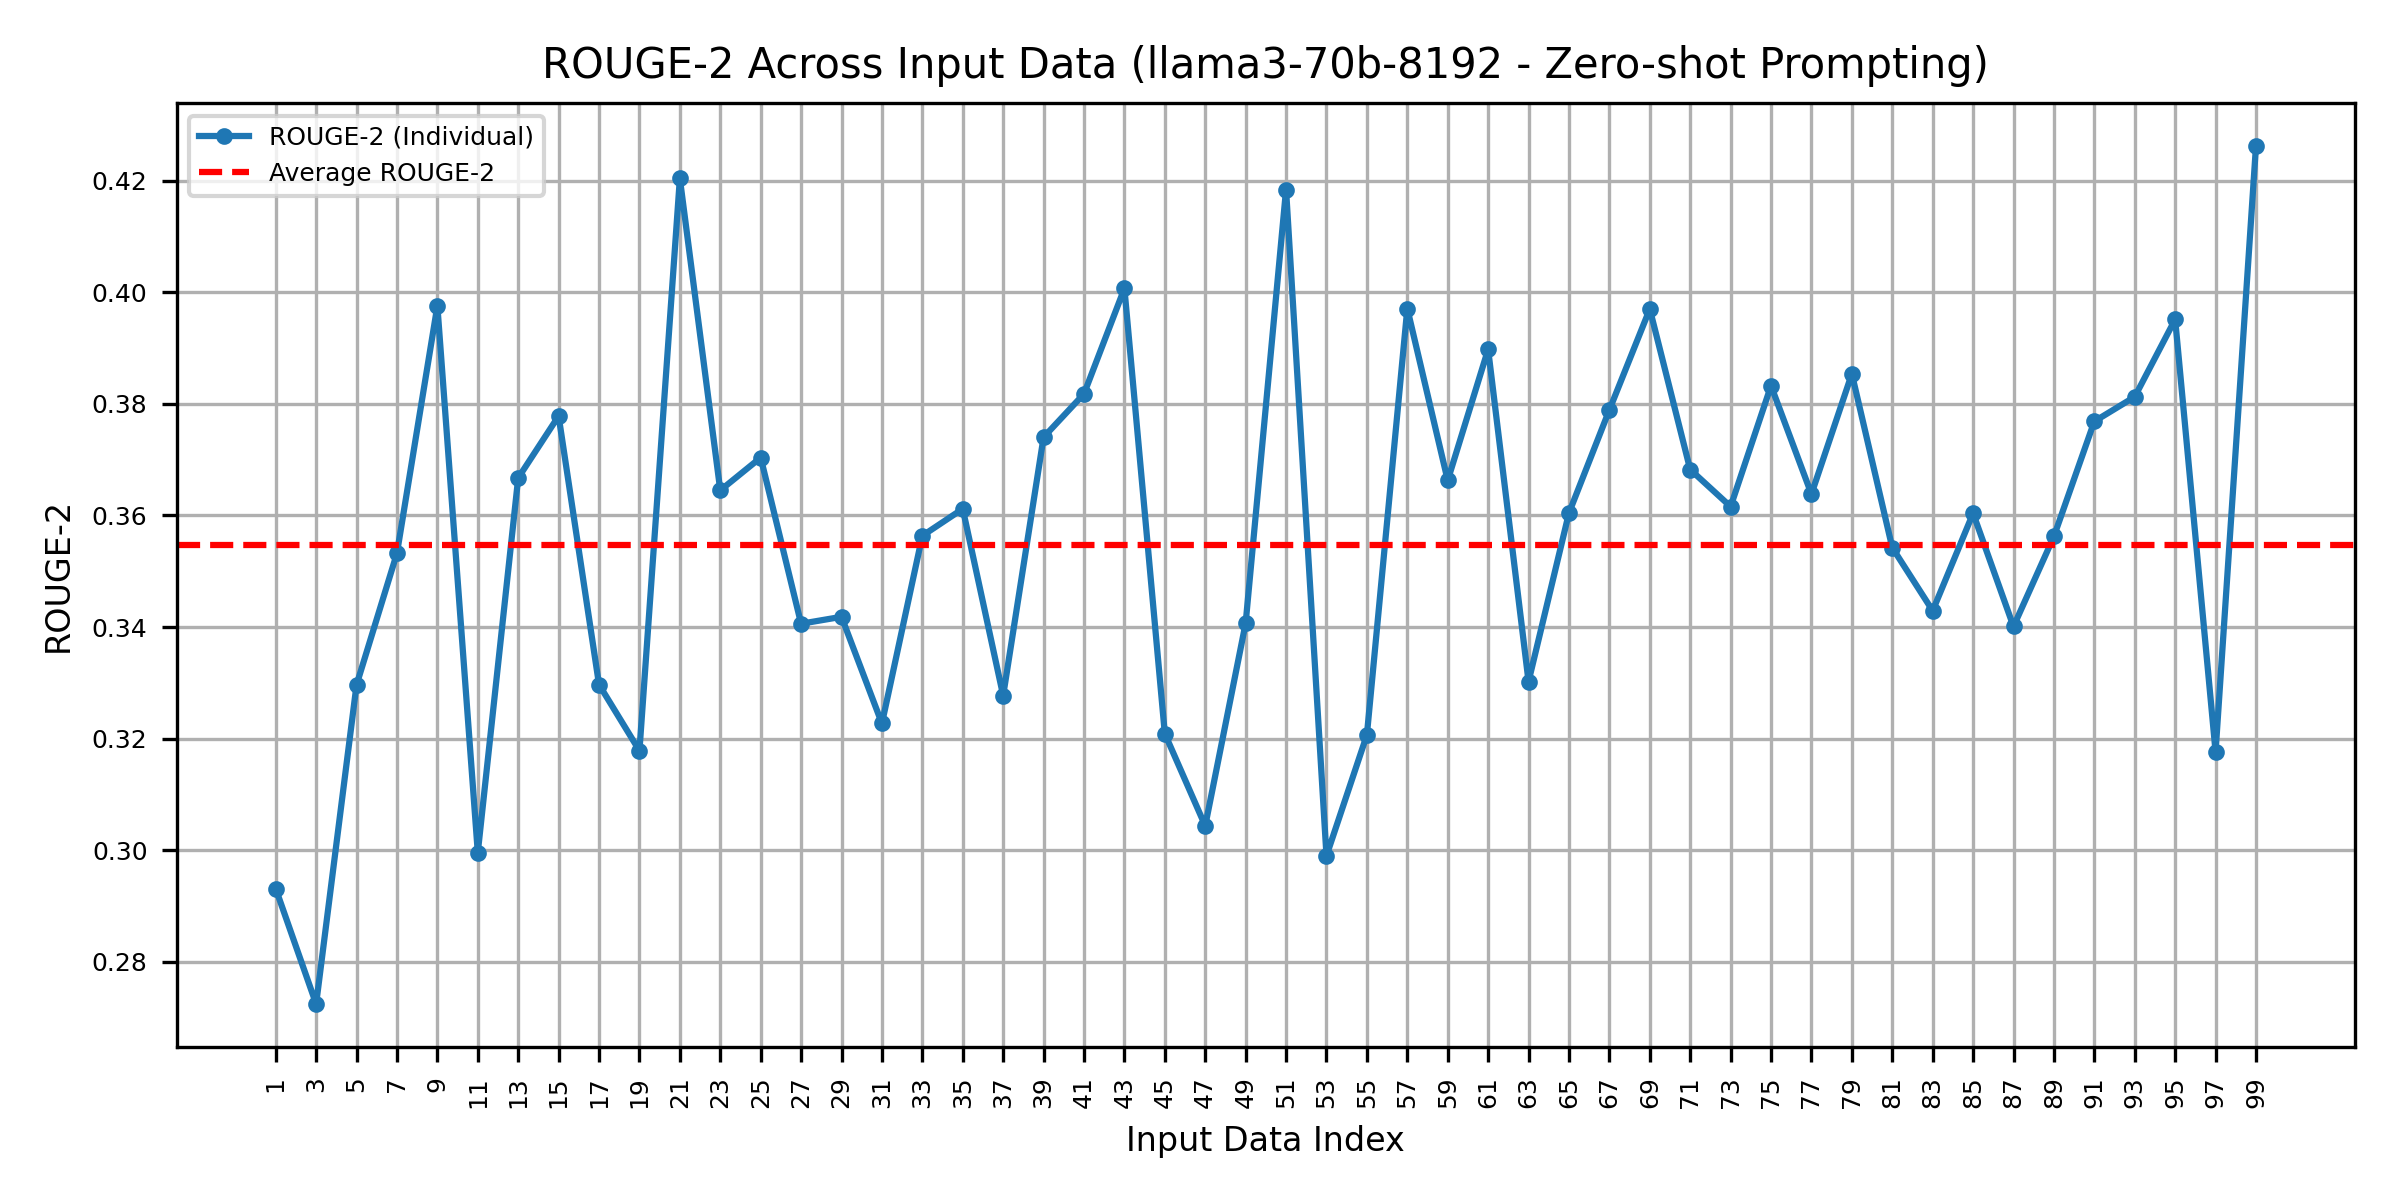 ROUGE-2 Across Input Data (llama3-70b-8192 - Zero-shot Prompting)
ROUGE-2 (Individual)
Average ROUGE-2
0.42
0.40
0.38
0.36
0.34
0.32
0.30
0.28
ROUGE-2
1 3 5 7 9 11 13 15 17 19 21 23 25 27 29 31 33 35 37 39 41 43 45 47 49 51 53 55 57 59 61 63 65 67 69 71 73 75 77 79 81 83 85 87 89 91 93 95 97 99
Input Data Index